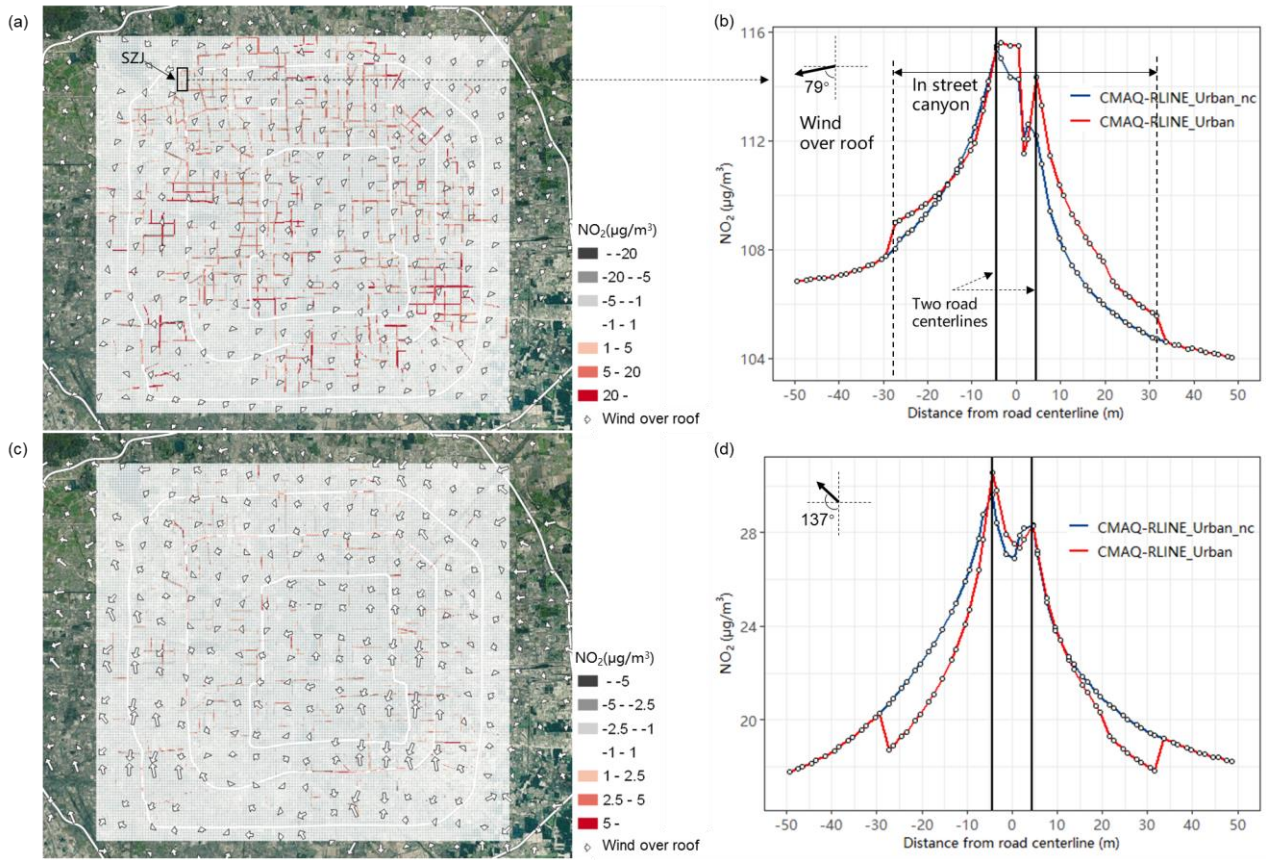 (a)
SZJ
NO₂(μg/m³)
- -20
-20 - -5
-5 - -1
-1 - 1
1 - 5
5 - 20
20 -
Wind over roof
(b)
116
112
108
104
NO₂ (μg/m³)
79°
Wind
over roof
In street
canyon
CMAQ-RLINE_Urban_nc
CMAQ-RLINE_Urban
Two road
centerlines
-50 -40 -30 -20 -10 0 10 20 30 40 50
Distance from road centerline (m)
(c)
NO₂(μg/m³)
- -5
-5 - -2.5
-2.5 - -1
-1 - 1
1 - 2.5
2.5 - 5
5 -
Wind over roof
(d)
28
24
20
NO₂ (μg/m³)
137°
CMAQ-RLINE_Urban_nc
CMAQ-RLINE_Urban
-50 -40 -30 -20 -10 0 10 20 30 40 50
Distance from road centerline (m)